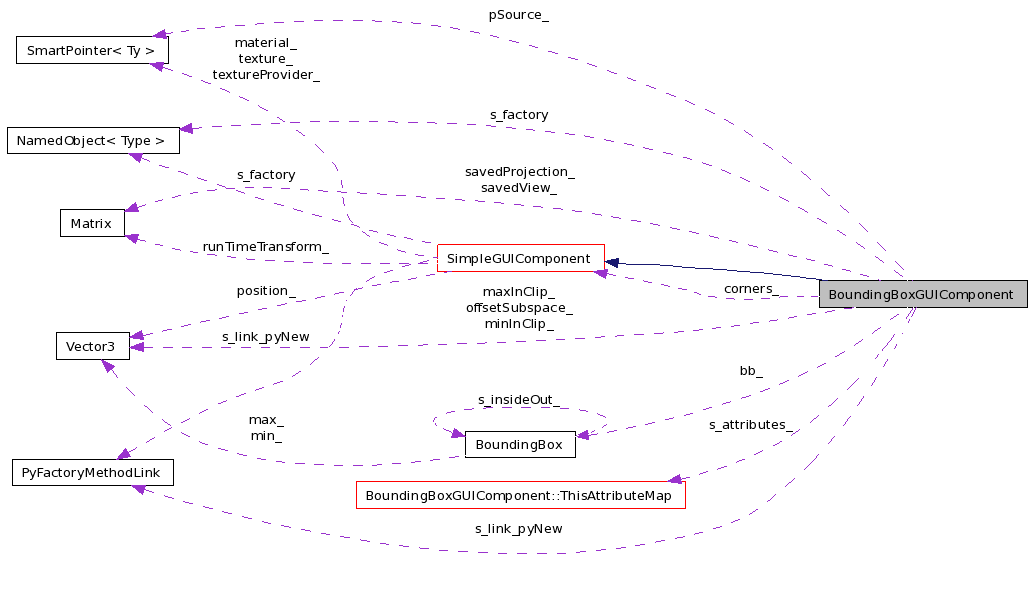 pSource_
SmartPointer< Ty >
material_
texture_
textureProvider_
s_factory
NamedObject< Type >
s_factory
savedProjection_
savedView_
Matrix
runTimeTransform_
SimpleGUIComponent
position_
maxInClip_
offsetSubspace_
minInClip_
corners_
BoundingBoxGUIComponent
s_link_pyNew
Vector3
bb_
s_insideOut_
max_
min_
s_attributes_
BoundingBox
PyFactoryMethodLink
BoundingBoxGUIComponent::ThisAttributeMap
s_link_pyNew